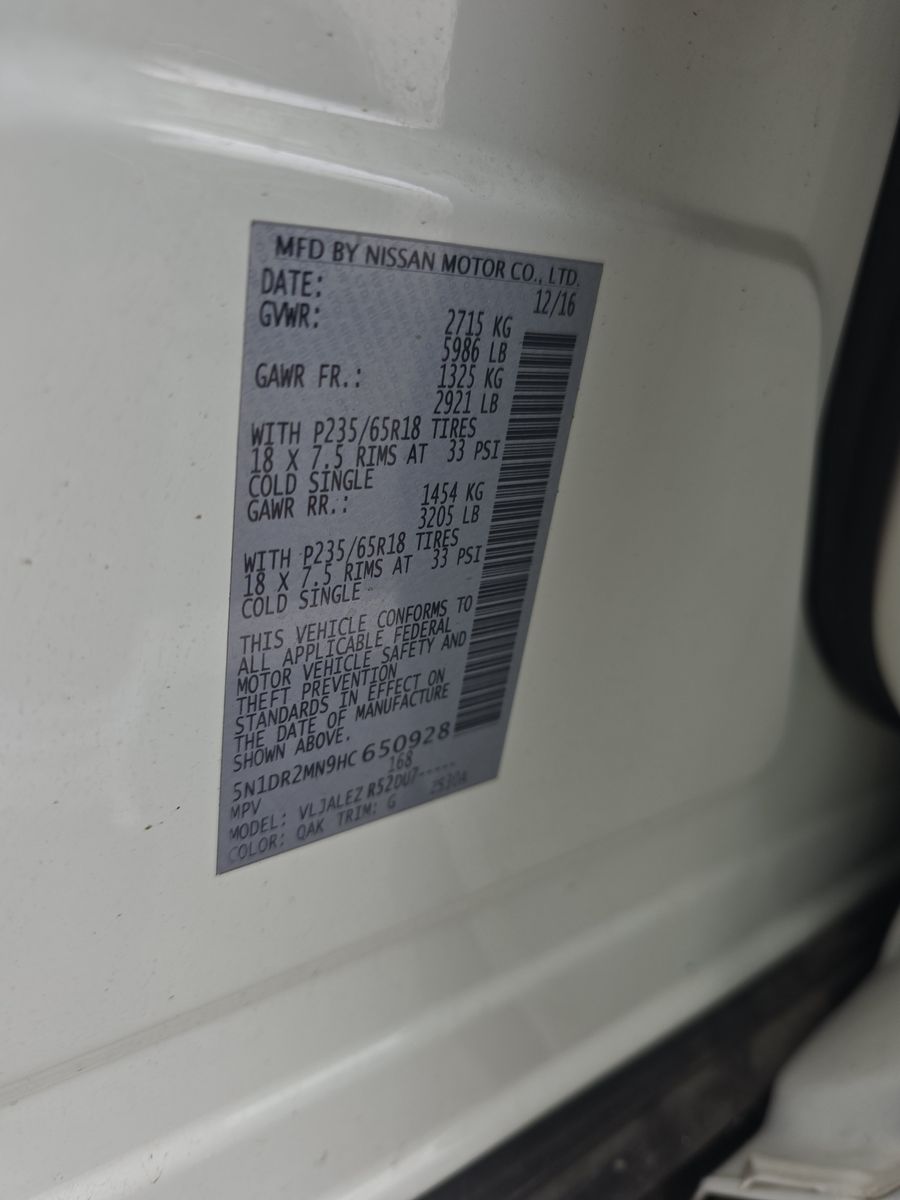 MFD BY NISSAN MOTOR CO., LTD.
DATE: 12/16
GVWR: 2715 KG
5986 LB
GAWR FR.: 1325 KG
2921 LB
WITH P235/65R18 TIRES
18 X 7.5 RIMS AT 33 PSI
COLD SINGLE
GAWR RR.: 1454 KG
3205 LB
WITH P235/65R18 TIRES
18 X 7.5 RIMS AT 33 PSI
COLD SINGLE
THIS VEHICLE CONFORMS TO
ALL APPLICABLE FEDERAL
MOTOR VEHICLE SAFETY AND
THEFT PREVENTION
STANDARDS IN EFFECT ON
THE DATE OF MANUFACTURE
SHOWN ABOVE.
5N1DR2MN9HC 650928
MPV 168
MODEL: VLJALEZ R52DU7-----
COLOR: QAK TRIM: G